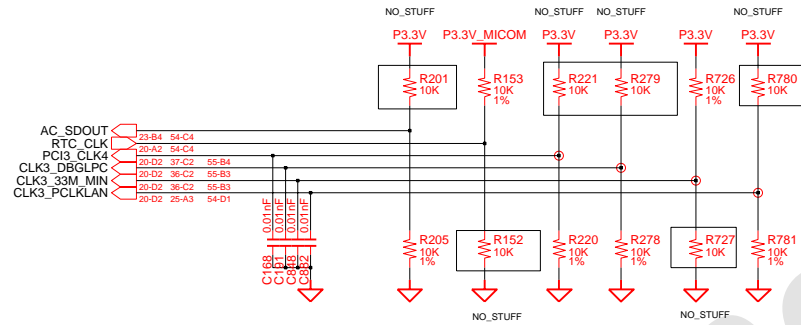 NO_STUFF NO_STUFF NO_STUFF NO_STUFF
P3.3V P3.3V_MICOM P3.3V P3.3V P3.3V P3.3V
R201 R153 R221 R279 R726 R780
10K 10K 10K 10K 10K 10K
1% 1%
AC_SDOUT 23-B4 54-C4
RTC_CLK 20-A2 54-C4
PCI3_CLK4 20-D2 37-C2 55-B4
CLK3_DBGLPC 20-D2 36-C2 55-B3
CLK3_33M_MIN 20-D2 36-C2 55-B3
CLK3_PCLKLAN 20-D2 25-A3 54-D1
0.01nF 0.01nF 0.01nF 0.01nF
C168 C191 C848 C882
R205 R152 R220 R278 R727 R781
10K 10K 10K 10K 10K 10K
1% 1% 1% 1%
NO_STUFF NO_STUFF